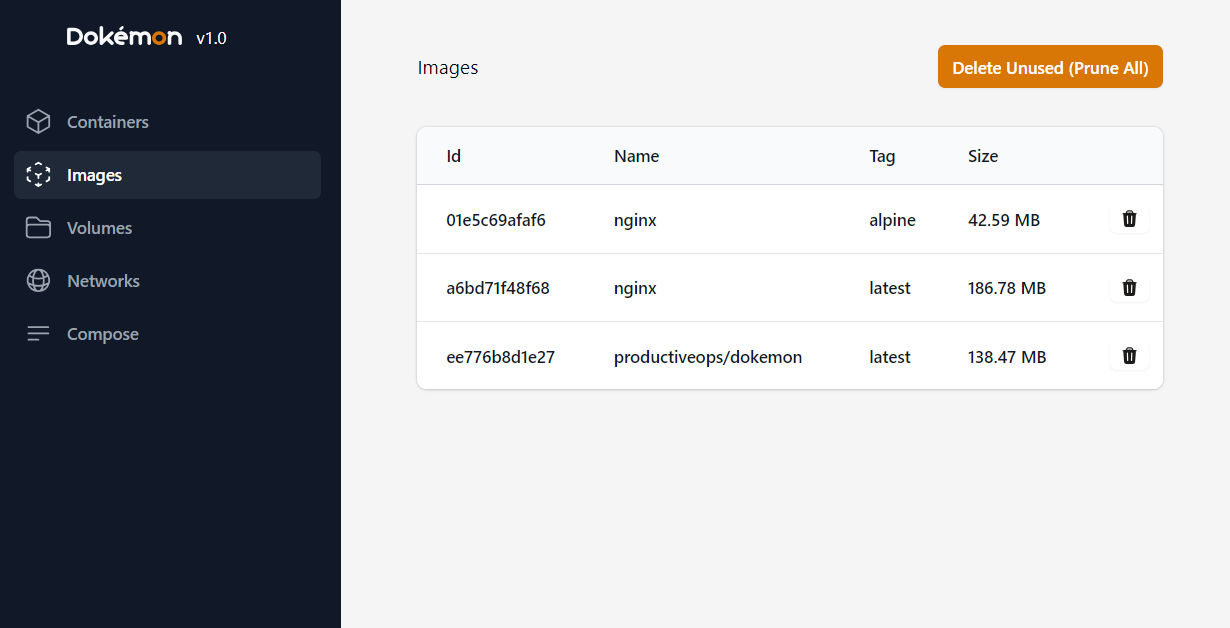 Dokémon v1.0
Containers
Images
Volumes
Networks
Compose
Images
Delete Unused (Prune All)
Id Name Tag Size
01e5c69afaf6 nginx alpine 42.59 MB
a6bd71f48f68 nginx latest 186.78 MB
ee776b8d1e27 productiveops/dokemon latest 138.47 MB